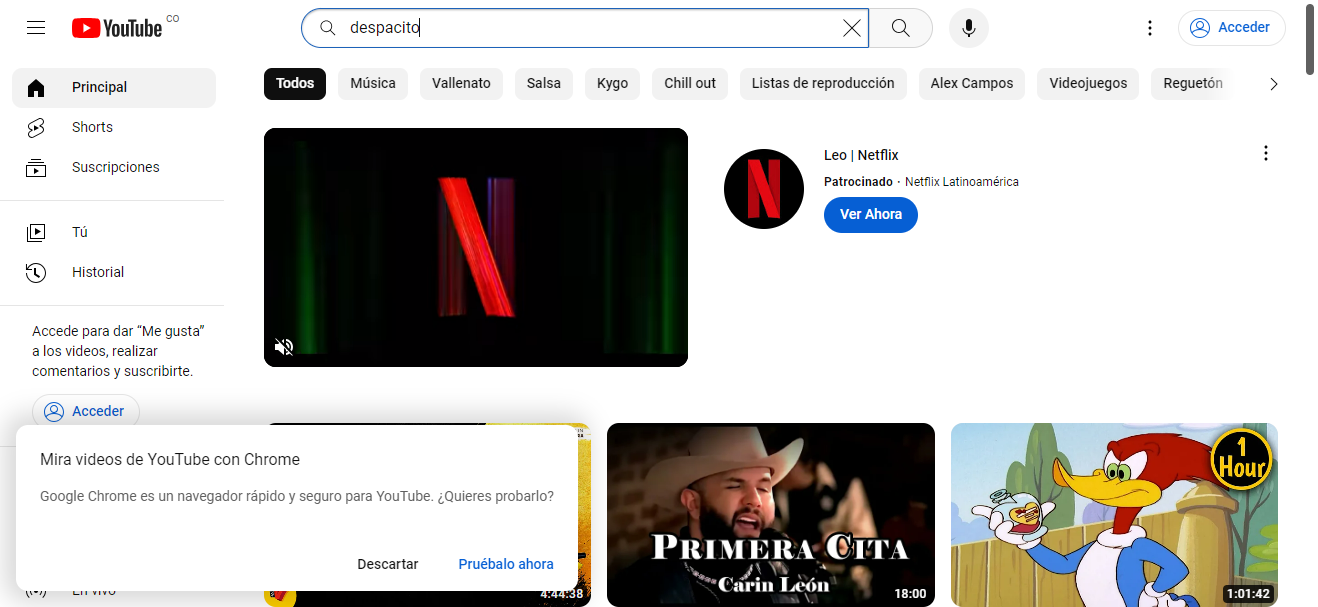 YouTube CO
despacito
Acceder
Principal
Shorts
Suscripciones
Tú
Historial
Accede para dar “Me gusta”
a los videos, realizar
comentarios y suscribirte.
Acceder
Todos
Música
Vallenato
Salsa
Kygo
Chill out
Listas de reproducción
Alex Campos
Videojuegos
Reguetón
Leo | Netflix
Patrocinado · Netflix Latinoamérica
Ver Ahora
Mira videos de YouTube con Chrome
Google Chrome es un navegador rápido y seguro para YouTube. ¿Quieres probarlo?
Descartar
Pruébalo ahora
En vivo
4:44:38
PRIMERA CITA
Carin León
18:00
1
Hour
1:01:42